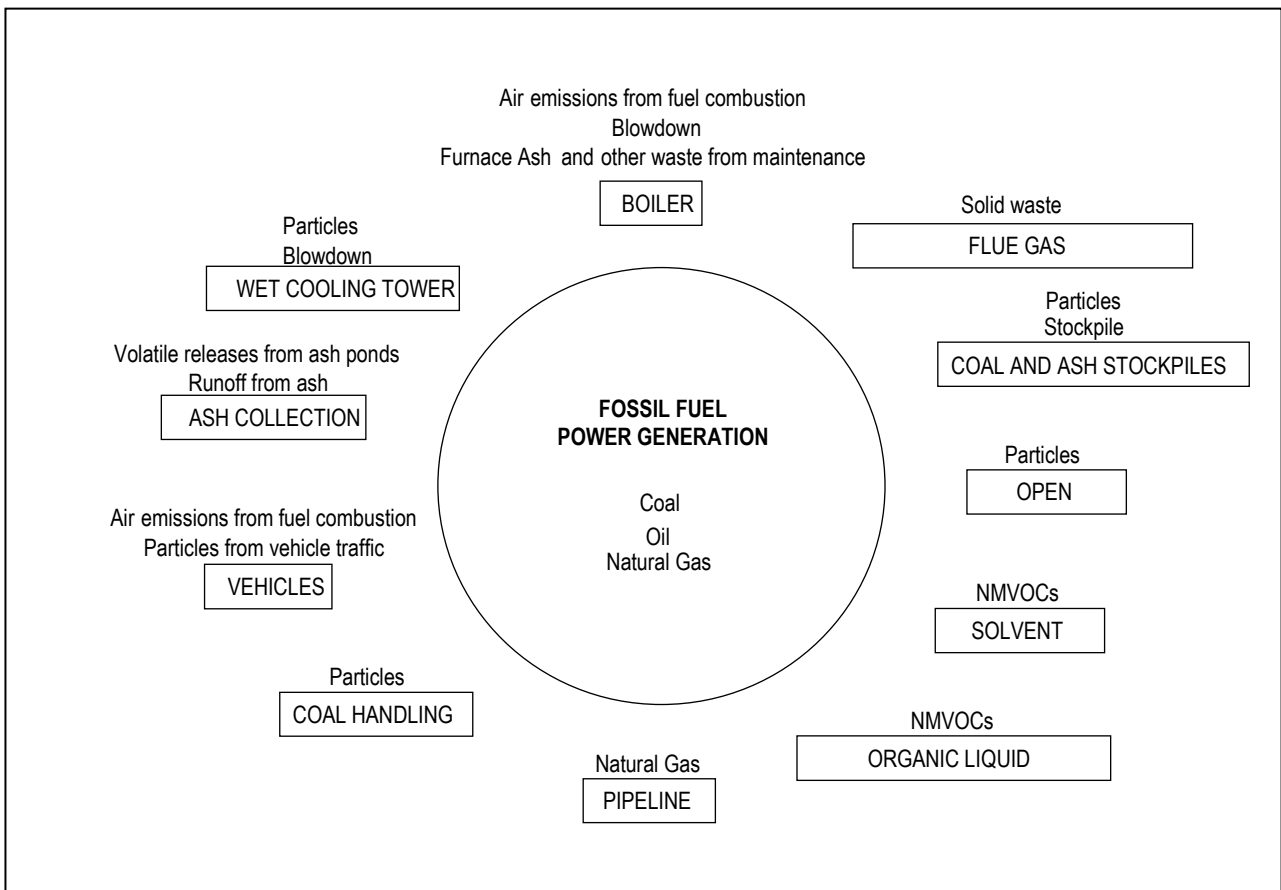 Air emissions from fuel combustion
Blowdown
Furnace Ash and other waste from maintenance
BOILER
Solid waste
FLUE GAS
Particles
Stockpile
COAL AND ASH STOCKPILES
Particles
OPEN
NMVOCs
SOLVENT
NMVOCs
ORGANIC LIQUID
Natural Gas
PIPELINE
Particles
COAL HANDLING
Air emissions from fuel combustion
Particles from vehicle traffic
VEHICLES
Volatile releases from ash ponds
Runoff from ash
ASH COLLECTION
Particles
Blowdown
WET COOLING TOWER
FOSSIL FUEL
POWER GENERATION
Coal
Oil
Natural Gas